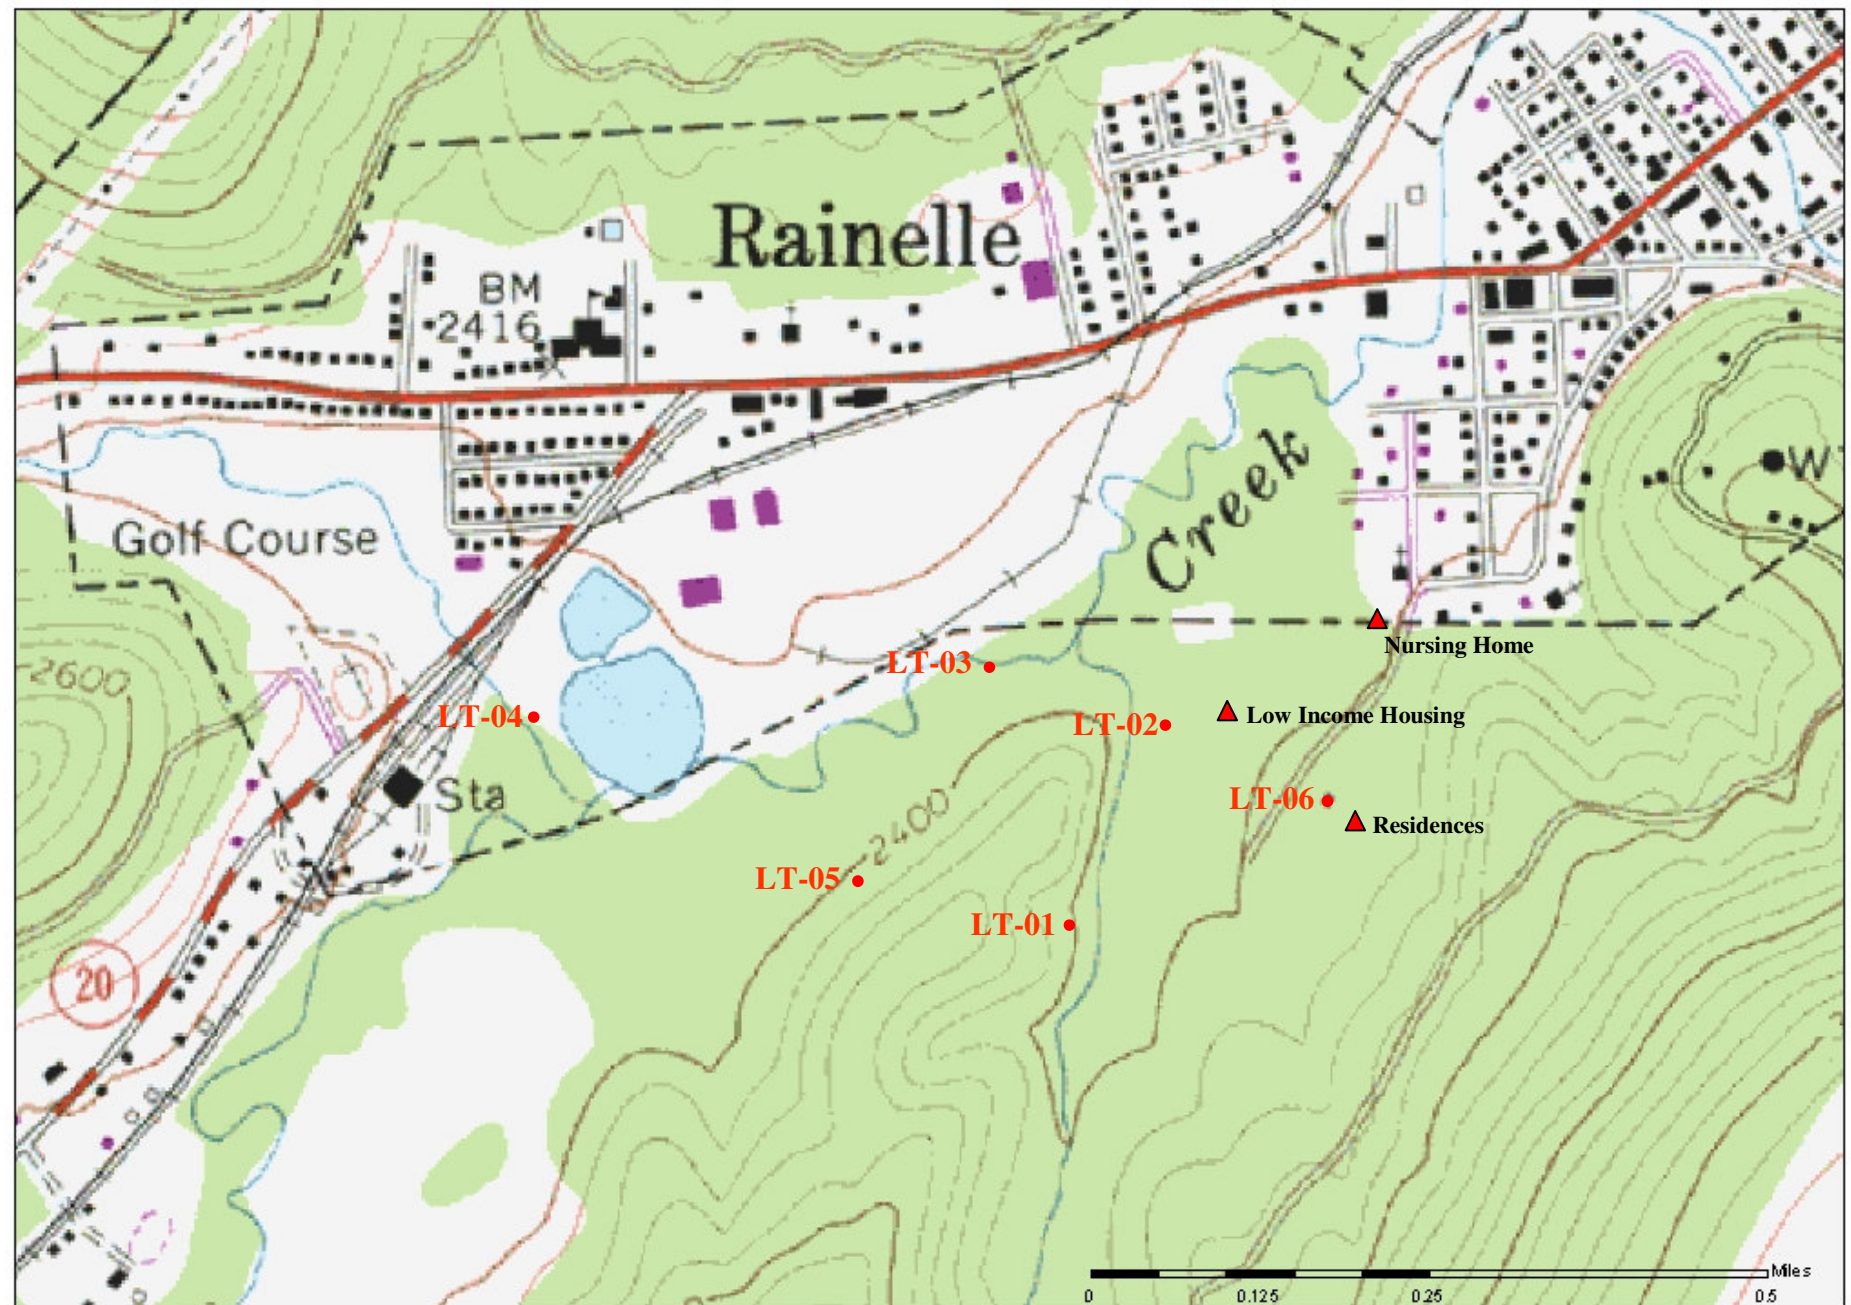 Rainelle
BM
2416
Creek
W
Golf Course
Nursing Home
2600
LT-03
LT-04
LT-02
Low Income Housing
Sta
LT-06
Residences
2400
LT-05
LT-01
20
Miles
0
0.125
0.25
0.5